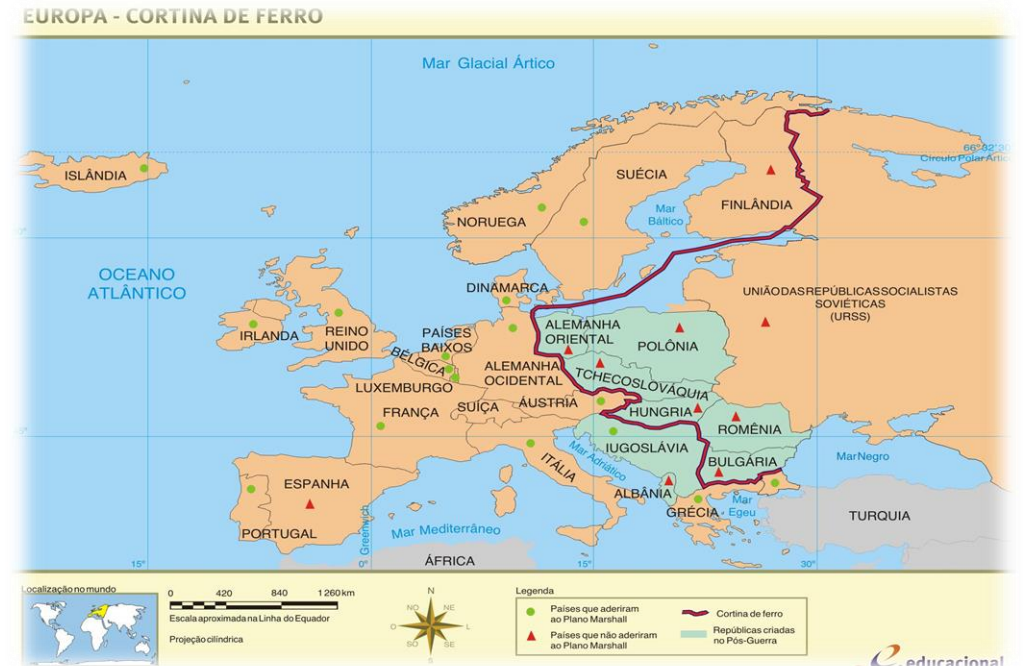 EUROPA - CORTINA DE FERRO
Mar Glacial Ártico
Círculo Polar Ártico
ISLÂNDIA
SUÉCIA
FINLÂNDIA
NORUEGA
Mar
Báltico
OCEANO
ATLÂNTICO
DINAMARCA
UNIÃO DAS REPÚBLICAS SOCIALISTAS
SOVIÉTICAS
(URSS)
IRLANDA
REINO
UNIDO
PAÍSES
BAIXOS
BÉLGICA
ALEMANHA
ORIENTAL
POLÔNIA
LUXEMBURGO
ALEMANHA
OCIDENTAL
TCHECOSLOVÁQUIA
FRANÇA
SUÍÇA
ÁUSTRIA
HUNGRIA
ROMÊNIA
IUGOSLÁVIA
ITÁLIA
Mar Adriático
BULGÁRIA
Mar Negro
ESPANHA
PORTUGAL
ALBÂNIA
GRÉCIA
Mar
Egeu
TURQUIA
Mar Mediterrâneo
Greenwich
ÁFRICA
15°
0°
15°
30°
Localização no mundo
0 420 840 1260 km
Escala aproximada na Linha do Equador
Projeção cilíndrica
N
NO NE
O L
SO SE
S
Legenda
Países que aderiram
ao Plano Marshall
Países que não aderiram
ao Plano Marshall
Cortina de ferro
Repúblicas criadas
no Pós-Guerra
educacional